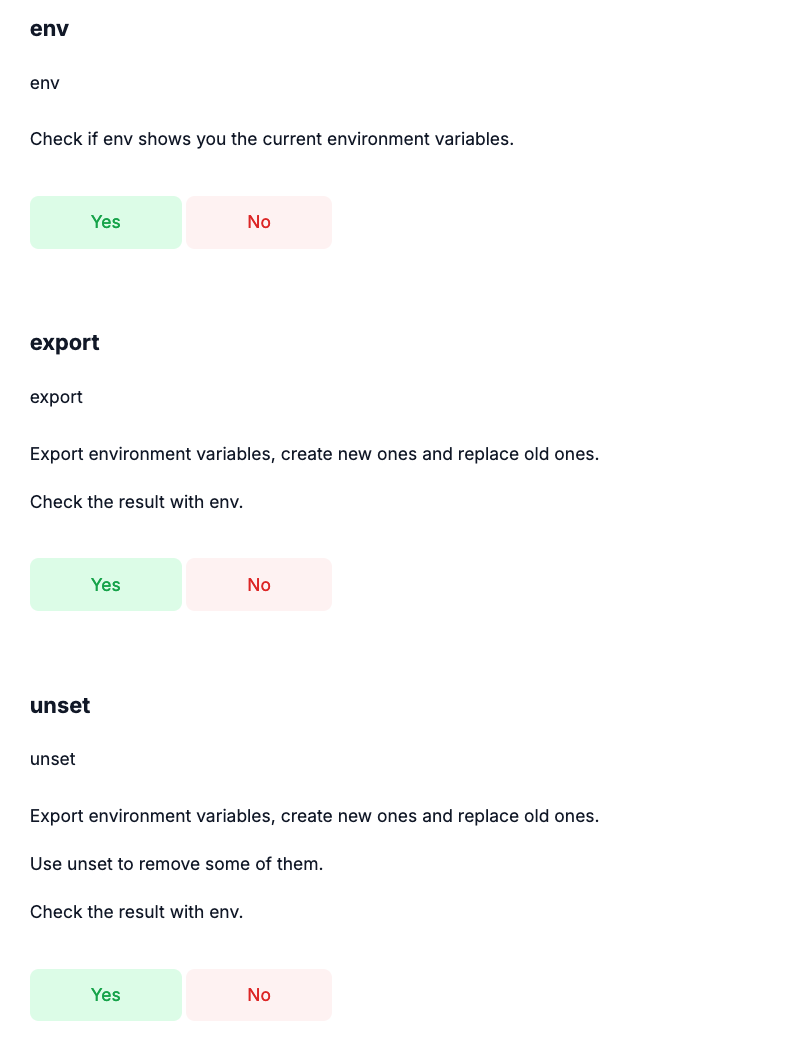 env
env
Check if env shows you the current environment variables.
Yes No
export
export
Export environment variables, create new ones and replace old ones.
Check the result with env.
Yes No
unset
unset
Export environment variables, create new ones and replace old ones.
Use unset to remove some of them.
Check the result with env.
Yes No